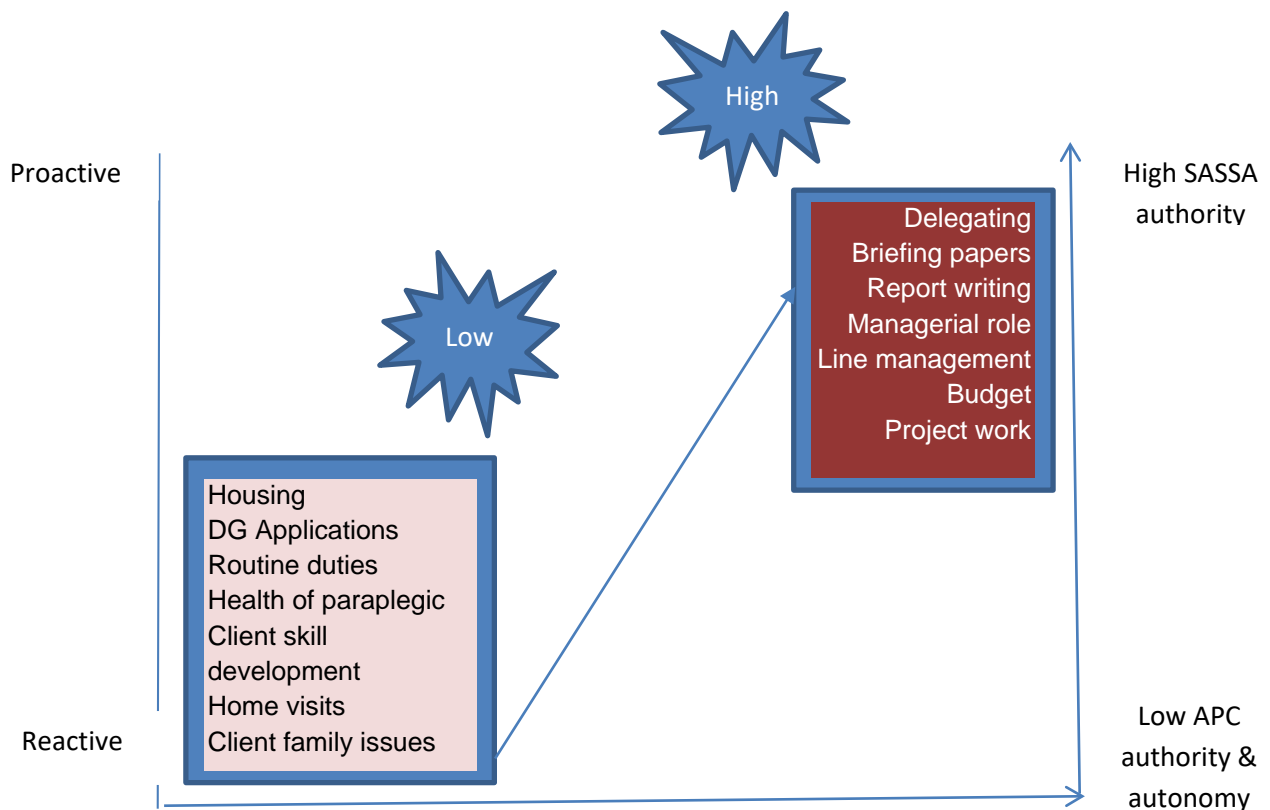 High
Proactive
High SASSA
authority
Delegating
Briefing papers
Report writing
Managerial role
Line management
Budget
Project work
Low
Housing
DG Applications
Routine duties
Health of paraplegic
Client skill
development
Home visits
Client family issues
Reactive
Low APC
authority &
autonomy